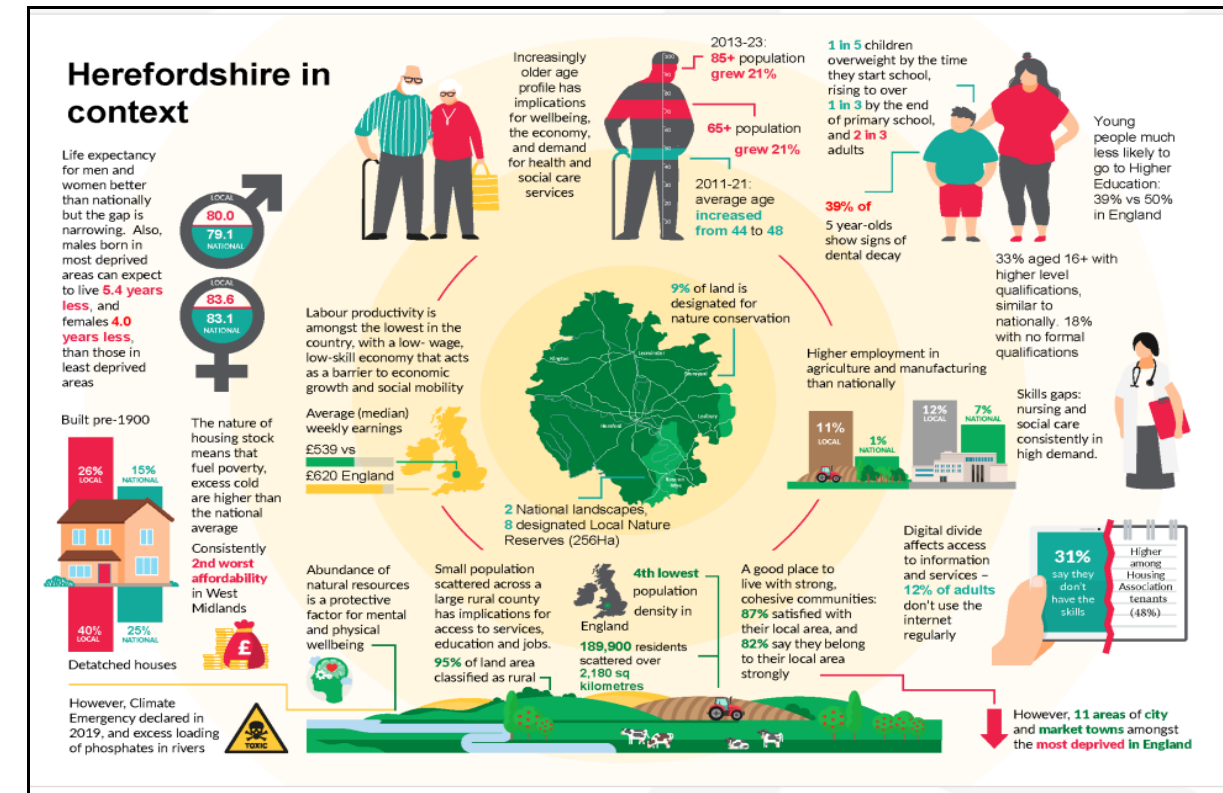 Herefordshire in
context
Life expectancy
for men and
women better
than nationally
but the gap is
narrowing. Also,
males born in
most deprived
areas can expect
to live 5.4 years
less, and
females 4.0
years less,
than those in
least deprived
areas
LOCAL
80.0
79.1
NATIONAL
LOCAL
83.6
83.1
NATIONAL
Increasingly
older age
profile has
implications
for wellbeing,
the economy,
and demand
for health and
social care
services
100
90
80
70
60
50
40
30
20
10
2013-23:
85+ population
grew 21%
65+ population
grew 21%
2011-21:
average age
increased
from 44 to 48
1 in 5 children
overweight by the time
they start school,
rising to over
1 in 3 by the end
of primary school,
and 2 in 3
adults
39% of
5 year-olds
show signs of
dental decay
Young
people much
less likely to
go to Higher
Education:
39% vs 50%
in England
33% aged 16+ with
higher level
qualifications,
similar to
nationally. 18%
with no formal
qualifications
Labour productivity is
amongst the lowest in the
country, with a low- wage,
low-skill economy that acts
as a barrier to economic
growth and social mobility
Average (median)
weekly earnings
£539 vs
£620 England
9% of land is
designated for
nature conservation
Kington
Leominster
Bromyard
Hereford
Ledbury
Ross-on-
Wye
2 National landscapes,
8 designated Local Nature
Reserves (256Ha)
Higher employment in
agriculture and manufacturing
than nationally
11%
LOCAL
1%
NATIONAL
12%
LOCAL
7%
NATIONAL
Skills gaps:
nursing and
social care
consistently in
high demand.
Built pre-1900
26%
LOCAL
15%
NATIONAL
40%
LOCAL
25%
NATIONAL
Detatched houses
The nature of
housing stock
means that
fuel poverty,
excess cold
are higher than
the national
average
Consistently
2nd worst
affordability
in West
Midlands
£
Abundance of
natural resources
is a protective
factor for mental
and physical
wellbeing
Small population
scattered across a
large rural county
has implications for
access to services,
education and jobs.
95% of land area
classified as rural
4th lowest
population
density in
England
189,900 residents
scattered over
2,180 sq
kilometres
A good place to
live with strong,
cohesive communities:
87% satisfied with
their local area, and
82% say they belong
to their local area
strongly
Digital divide
affects access
to information
and services –
12% of adults
don't use the
internet
regularly
31%
say they
don't
have the
skills
Higher
among
Housing
Association
tenants
(48%)
However, Climate
Emergency declared in
2019, and excess loading
of phosphates in rivers
TOXIC
However, 11 areas of city
and market towns amongst
the most deprived in England